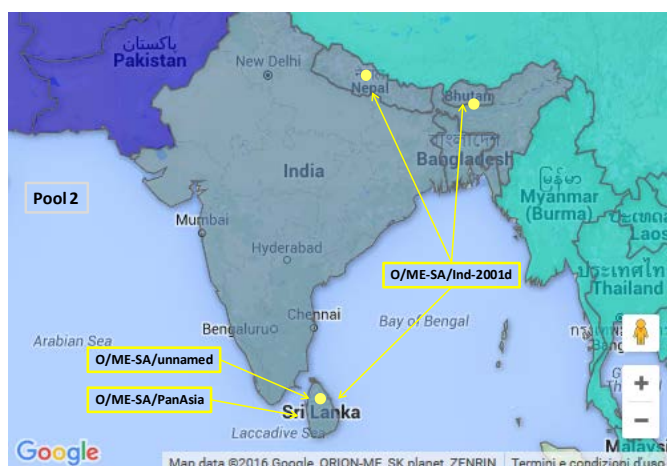 پاکستان
Pakistan
New Delhi
Nepal
Bhutan
বাংলাদেশ
Bangladesh
India
Pool 2
Mumbai
မြန်မာ
Myanmar
(Burma)
Laos
Hyderabad
O/ME-SA/Ind-2001d
ประเทศไทย
Thailand
Arabian Sea
Bengaluru
Chennai
Bay of Bengal
O/ME-SA/unnamed
O/ME-SA/PanAsia
Sri Lanka
Laccadive Sea
Google
Map data ©2016 Google, ORION-ME, SK planet, ZENRIN
Termini e condizioni d'uso